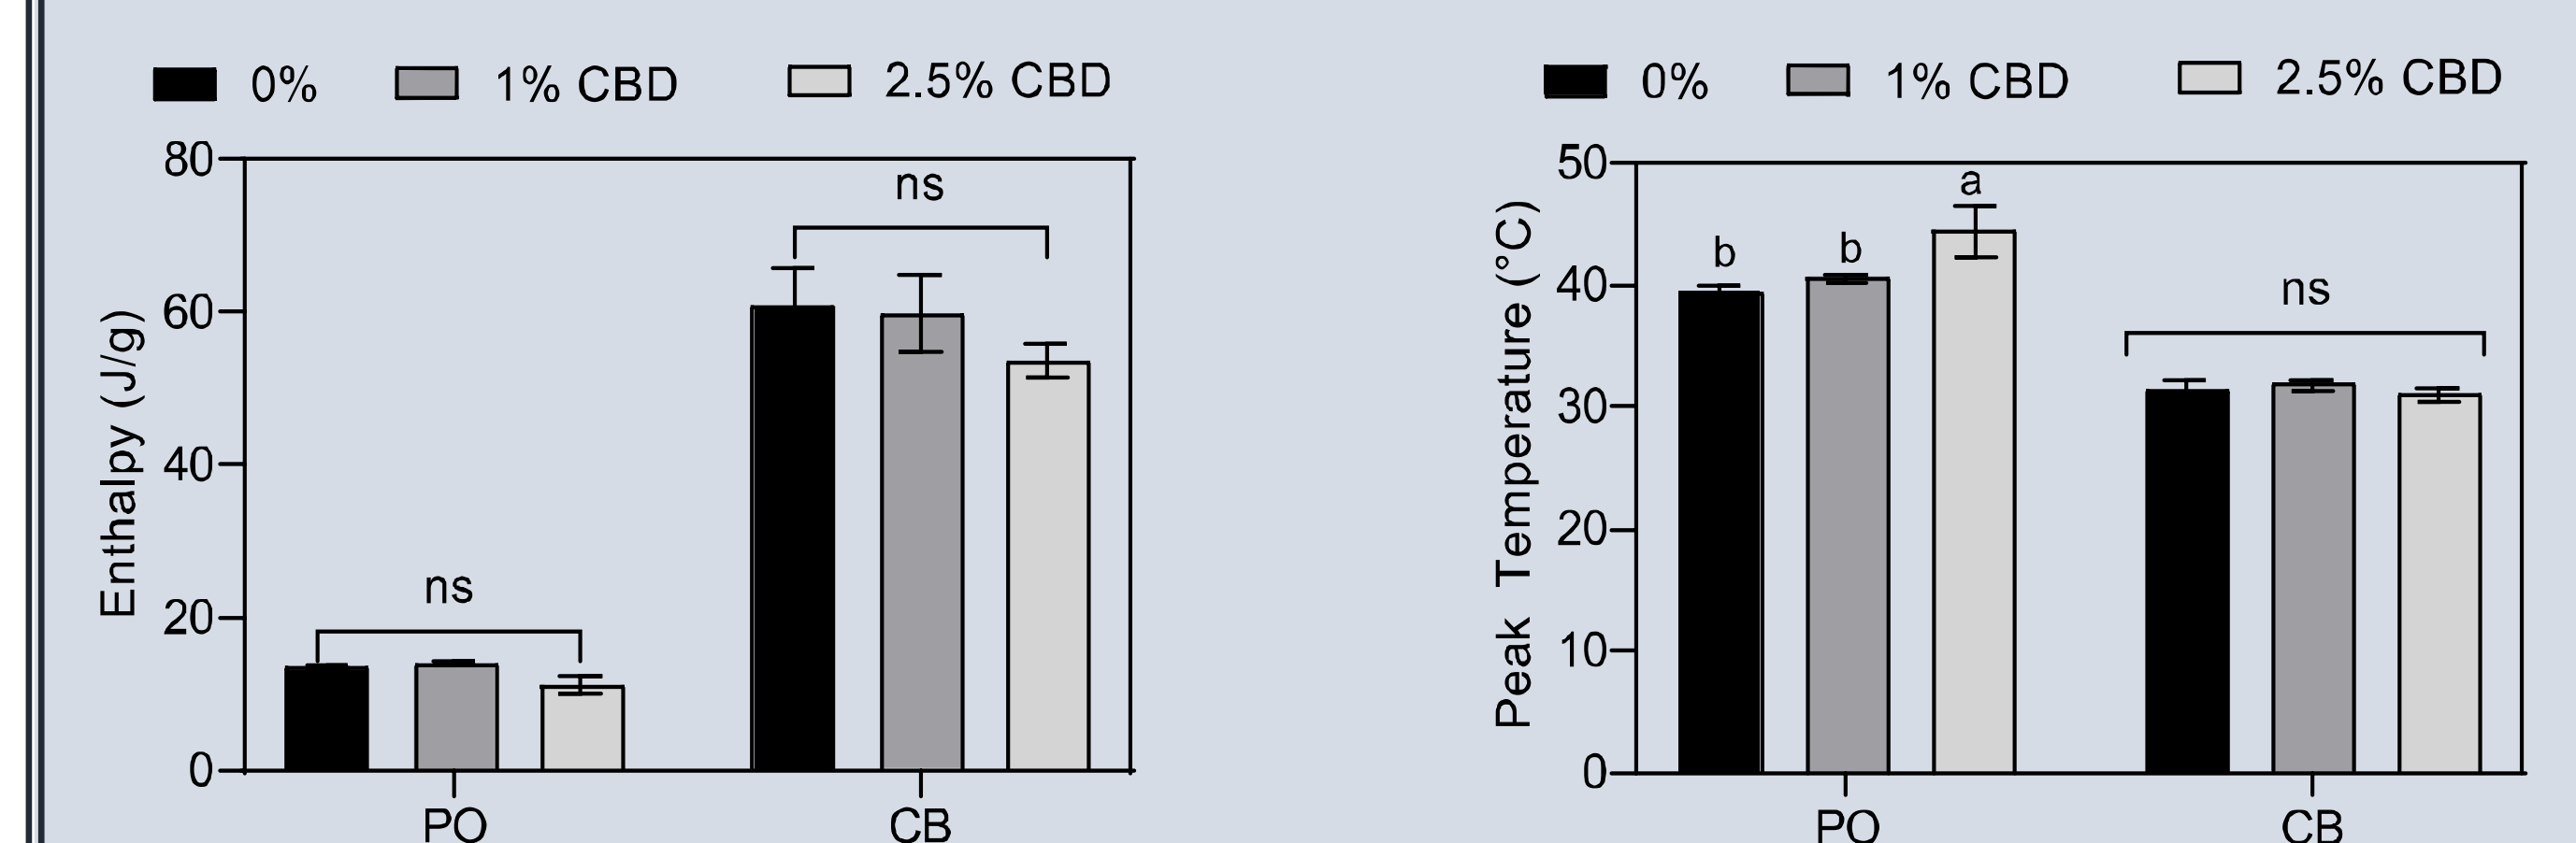 0% 1% CBD 2.5% CBD
80
60
40
20
0
Enthalpy (J/g)
ns
ns
PO CB
0% 1% CBD 2.5% CBD
50
40
30
20
10
0
Peak Temperature (°C)
b b a
ns
PO CB